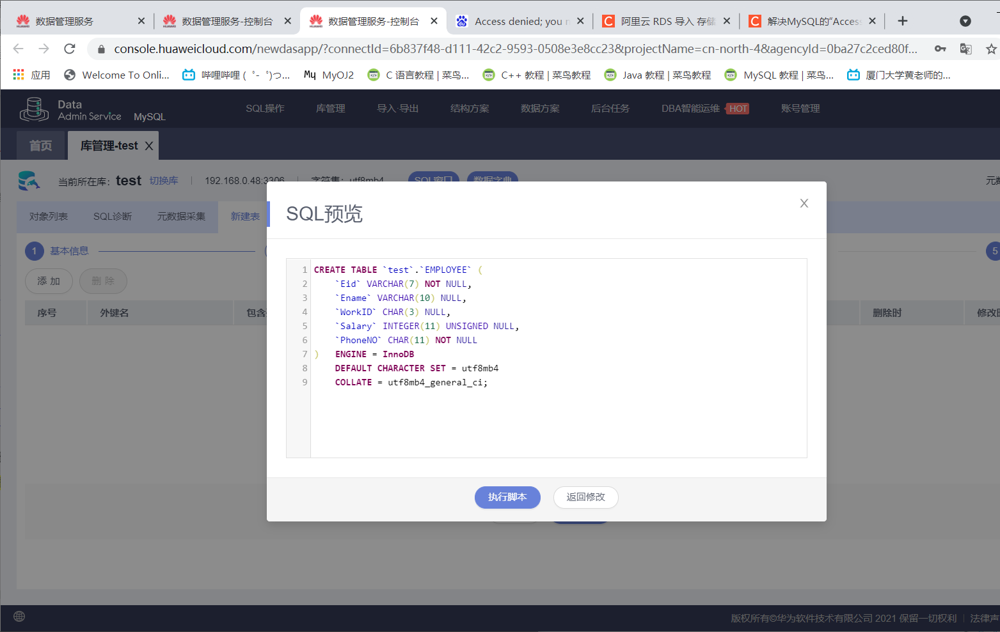 数据管理服务
数据管理服务-控制台
数据管理服务-控制台
Access denied; you n
阿里云 RDS 导入 存储
解决MySQL的“Access
console.huaweicloud.com/newdasapp/?connectId=6b837f48-d111-42c2-9593-0508e3e8cc23&projectName=cn-north-4&agencyId=0ba27c2ced80f...
应用
Welcome To Onli...
哔哩哔哩 (゜-゜)つ...
MyOJ2
C 语言教程 | 菜鸟...
C++ 教程 | 菜鸟教程
Java 教程 | 菜鸟教程
MySQL 教程 | 菜鸟...
厦门大学黄老师的...
Data
Admin Service MySQL
SQL操作
库管理
导入·导出
结构方案
数据方案
后台任务
DBA智能运维 HOT
账号管理
首页
库管理-test X
当前所在库: test 切换库 | 192.168.0.48:3306 | 字符集: utf8mb4 SQL窗口 数据字典
对象列表
SQL诊断
元数据采集
新建表
1 基本信息
5
添 加
删 除
序号
外键名
删除时
SQL预览
1 CREATE TABLE `test`.`EMPLOYEE` (
2 `Eid` VARCHAR(7) NOT NULL,
3 `Ename` VARCHAR(10) NULL,
4 `WorkID` CHAR(3) NULL,
5 `Salary` INTEGER(11) UNSIGNED NULL,
6 `PhoneNO` CHAR(11) NOT NULL
7 ) ENGINE = InnoDB
8 DEFAULT CHARACTER SET = utf8mb4
9 COLLATE = utf8mb4_general_ci;
执行脚本
返回修改
版权所有©华为软件技术有限公司 2021 保留一切权利 | 法律声